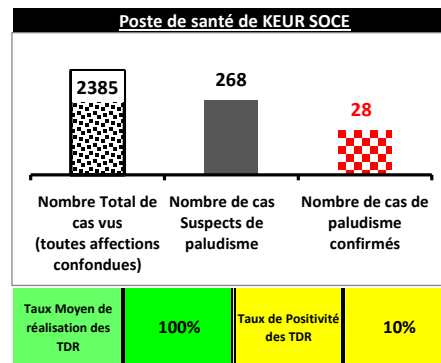 Poste de santé de KEUR SOCE
2385
268
28
Nombre Total de
cas vus
(toutes affections
confondues)
Nombre de cas
Suspects de
paludisme
Nombre de cas de
paludisme
confirmés
Taux Moyen de
réalisation des
TDR
100%
Taux de Positivité
des TDR
10%